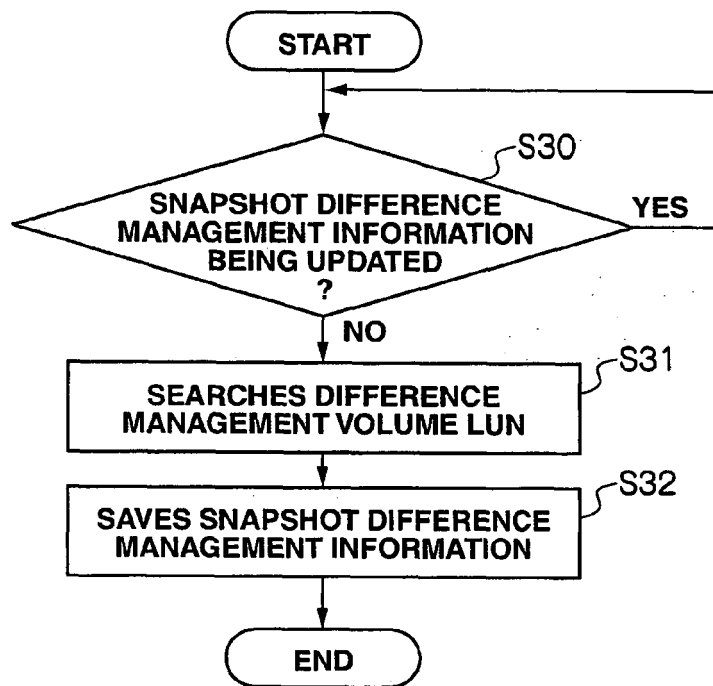 START
S30
SNAPSHOT DIFFERENCE
MANAGEMENT INFORMATION
BEING UPDATED
?
YES
NO
S31
SEARCHES DIFFERENCE
MANAGEMENT VOLUME LUN
S32
SAVES SNAPSHOT DIFFERENCE
MANAGEMENT INFORMATION
END